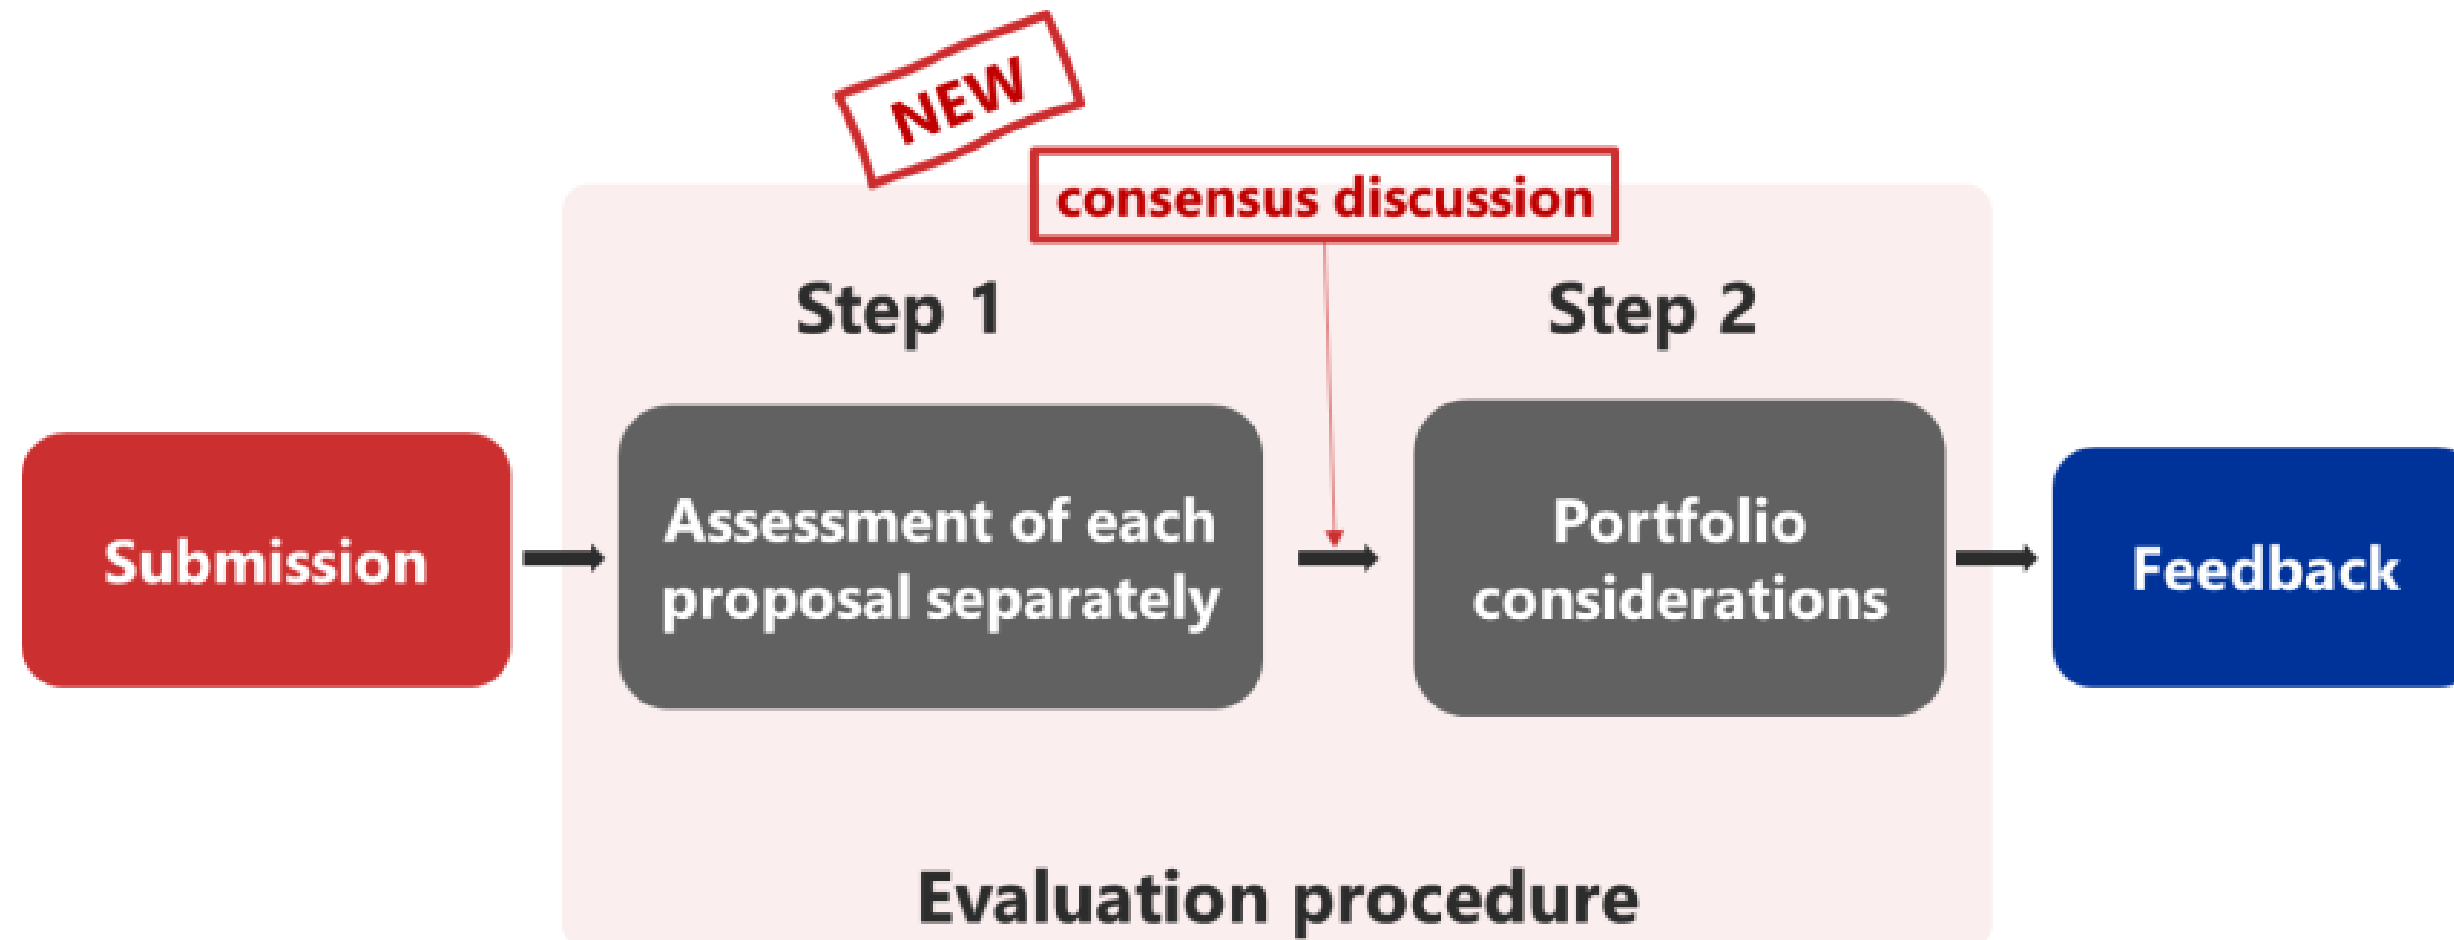 NEW
consensus discussion
Step 1
Step 2
Submission
Assessment of each
proposal separately
Portfolio
considerations
Feedback
Evaluation procedure